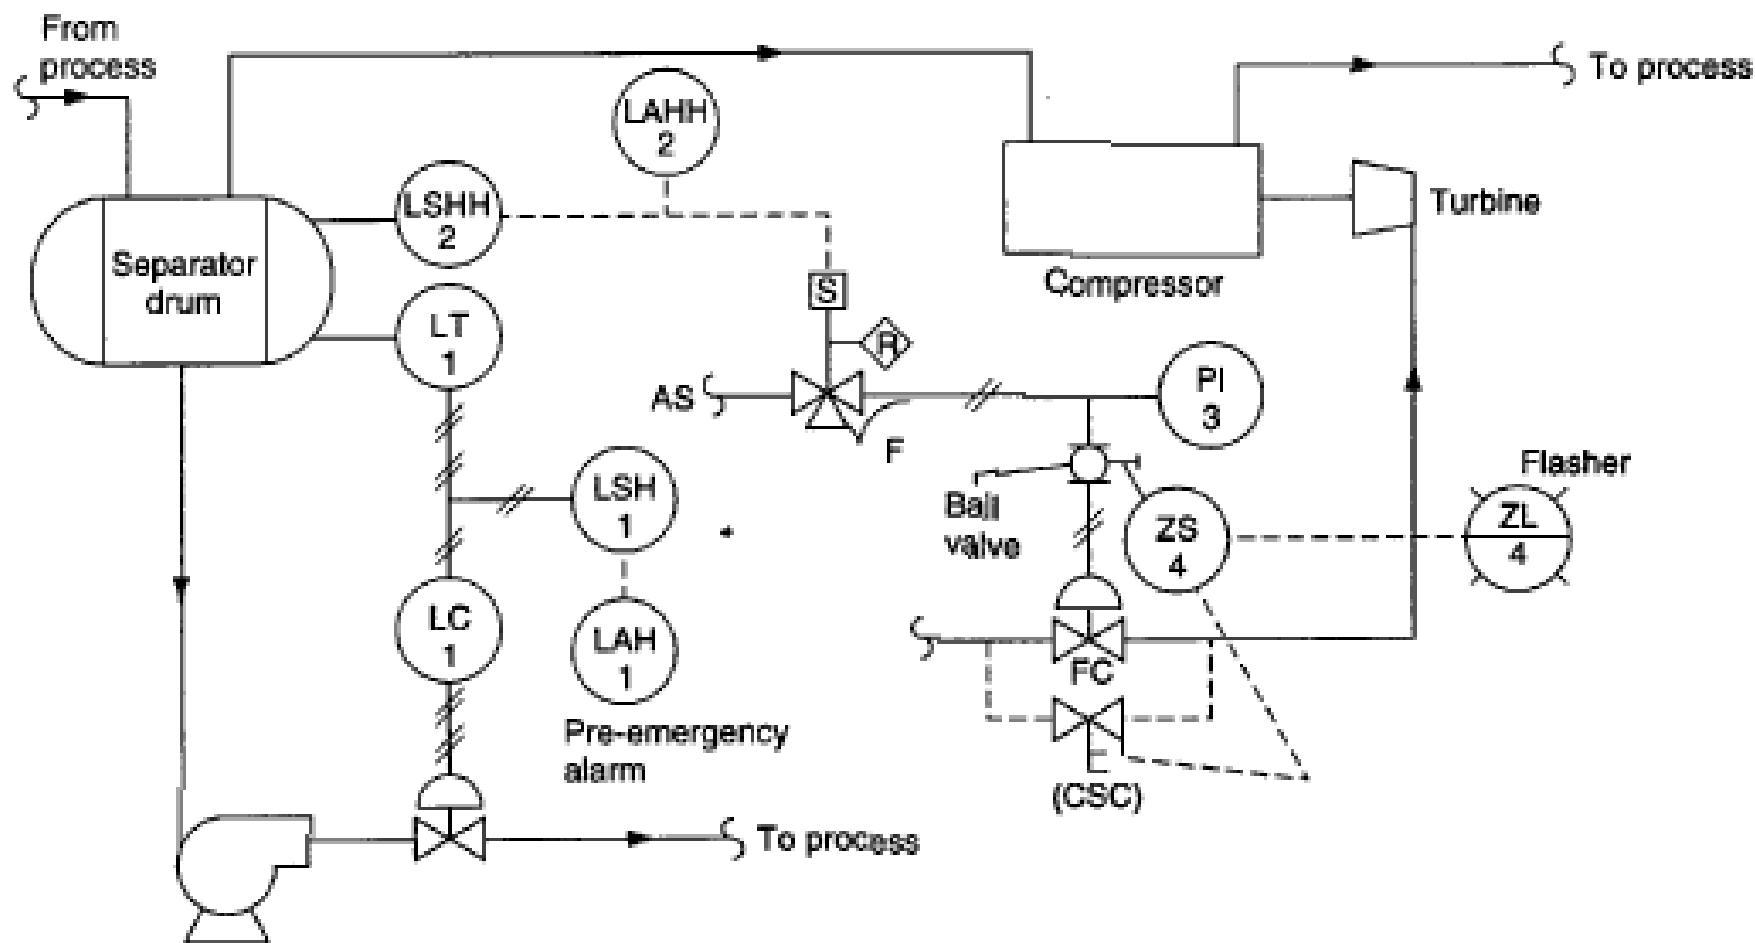 From
process
To process
LAHH
2
LSHH
2
Separator
drum
Turbine
Compressor
S
LT
1
R
AS
PI
3
F
Flasher
LSH
1
Ball
valve
ZS
4
ZL
4
LC
1
LAH
1
FC
Pre-emergency
alarm
(CSC)
To process